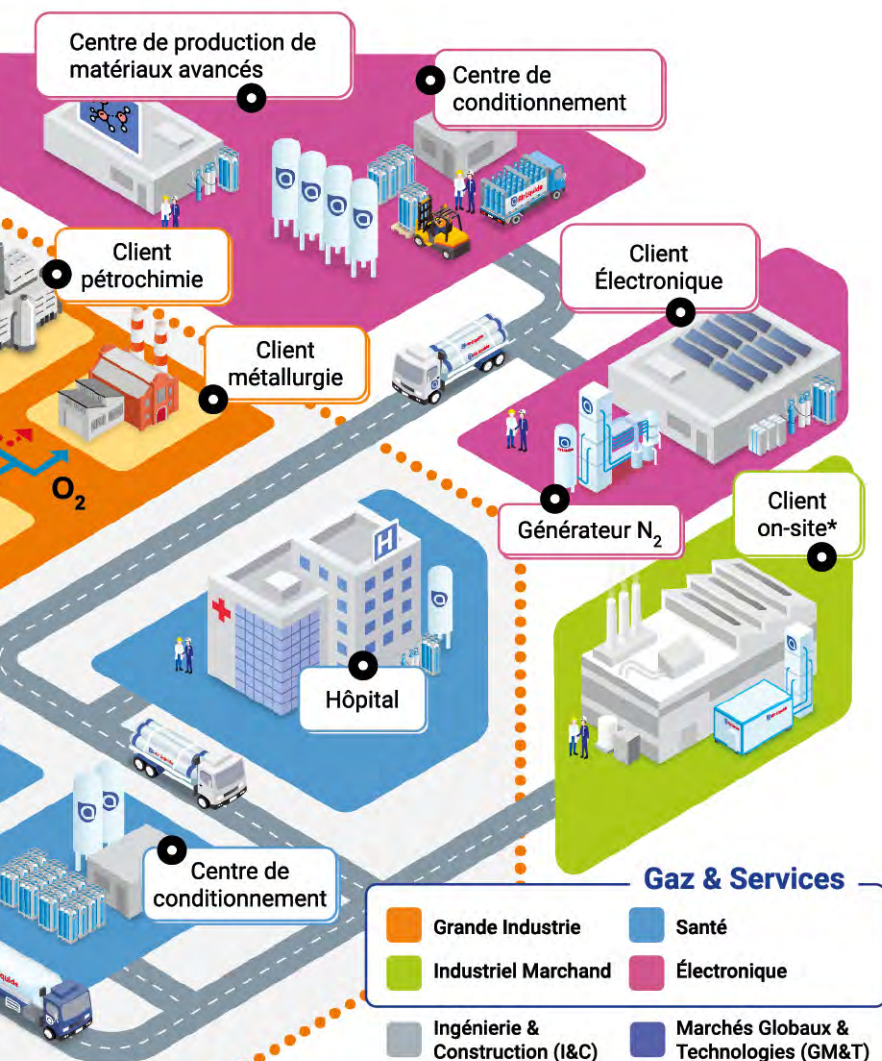 Centre de production de
matériaux avancés
Centre de
conditionnement
Air Liquide
Client
pétrochimie
Client
Électronique
Client
métallurgie
O₂
Générateur N₂
Client
on-site*
H
Hôpital
Centre de
conditionnement
Gaz & Services
Grande Industrie
Santé
Industriel Marchand
Électronique
Ingénierie &
Construction (I&C)
Marchés Globaux &
Technologies (GM&T)